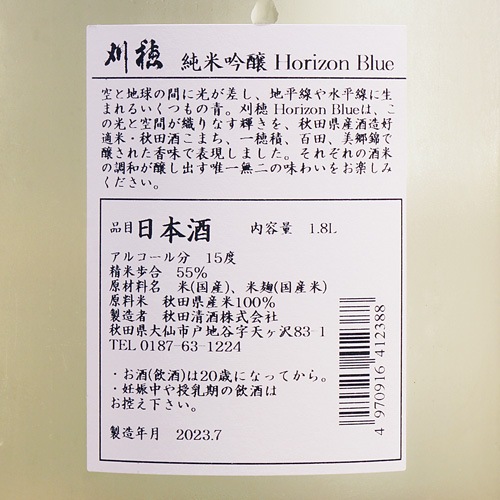 刈穂 純米吟醸 Horizon Blue
空と地球の間に光が差し、地平線や水平線に生
まれるいくつもの青。刈穂 Horizon Blueは、こ
の光と空間が織りなす輝きを、秋田県産酒造好
適米・秋田酒こまち、一穂積、百田、美郷錦で
醸された香味で表現しました。それぞれの酒米
の調和が醸し出す唯一無二の味わいをお楽しみ
ください。
品目 日本酒 内容量 1.8L
アルコール分 15度
精米歩合 55%
原材料名 米(国産)、米麹(国産米)
原料米 秋田県産米100%
製造者 秋田清酒株式会社
秋田県大仙市戸地谷字天ヶ沢83-1
TEL 0187-63-1224
・お酒(飲酒)は20歳になってから。
・妊娠中や授乳期の飲酒は
お控え下さい。
製造年月 2023.7
4 970916 412388